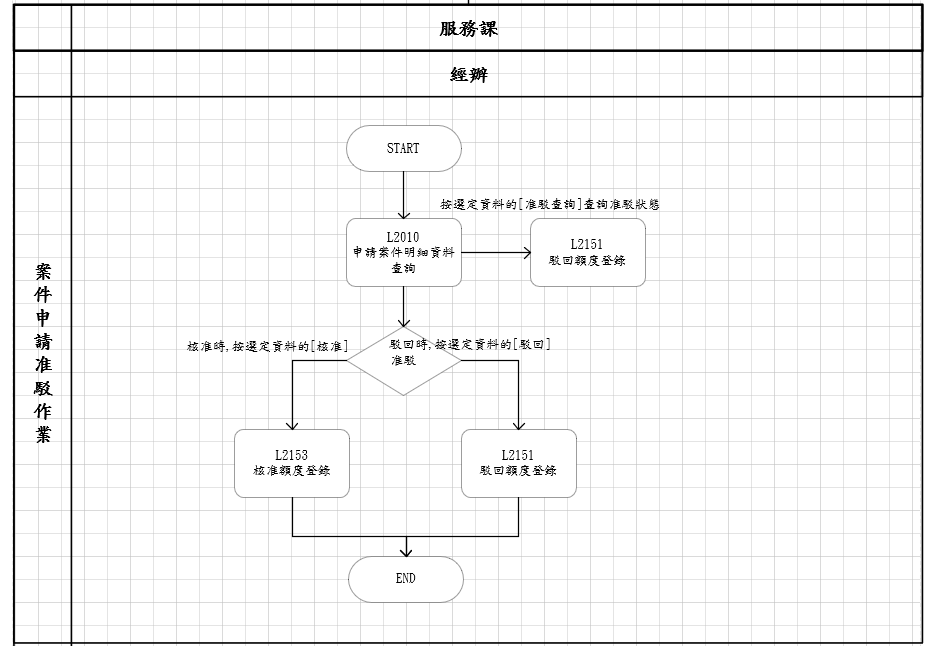 服務課
經辦
案件申請准駁作業
START
按選定資料的[准駁查詢]查詢准駁狀態
L2010
申請案件明細資料
查詢
L2151
駁回額度登錄
核准時,按選定資料的[核准]
駁回時,按選定資料的[駁回]
准駁
L2153
核准額度登錄
L2151
駁回額度登錄
END